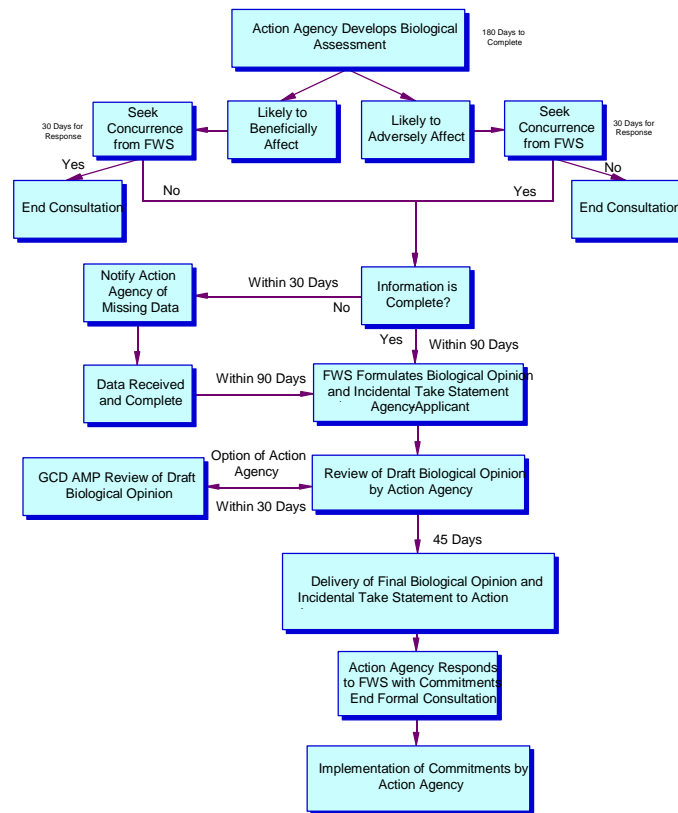 Action Agency Develops Biological
Assessment
180 Days to
Complete
Seek
Concurrence
from FWS
30 Days for
Response
Likely to
Beneficially
Affect
Likely to
Adversely Affect
Seek
Concurrence
from FWS
30 Days for
Response
Yes
No
Yes
No
End Consultation
End Consultation
Notify Action
Agency of
Missing Data
Within 30 Days
No
Information is
Complete?
Yes
Within 90 Days
Data Received
and Complete
Within 90 Days
FWS Formulates Biological Opinion
and Incidental Take Statement
Agency/Applicant
GCD AMP Review of Draft
Biological Opinion
Option of Action
Agency
Within 30 Days
Review of Draft Biological Opinion
by Action Agency
45 Days
Delivery of Final Biological Opinion and
Incidental Take Statement to Action
Action Agency Responds
to FWS with Commitments
End Formal Consultation
Implementation of Commitments by
Action Agency